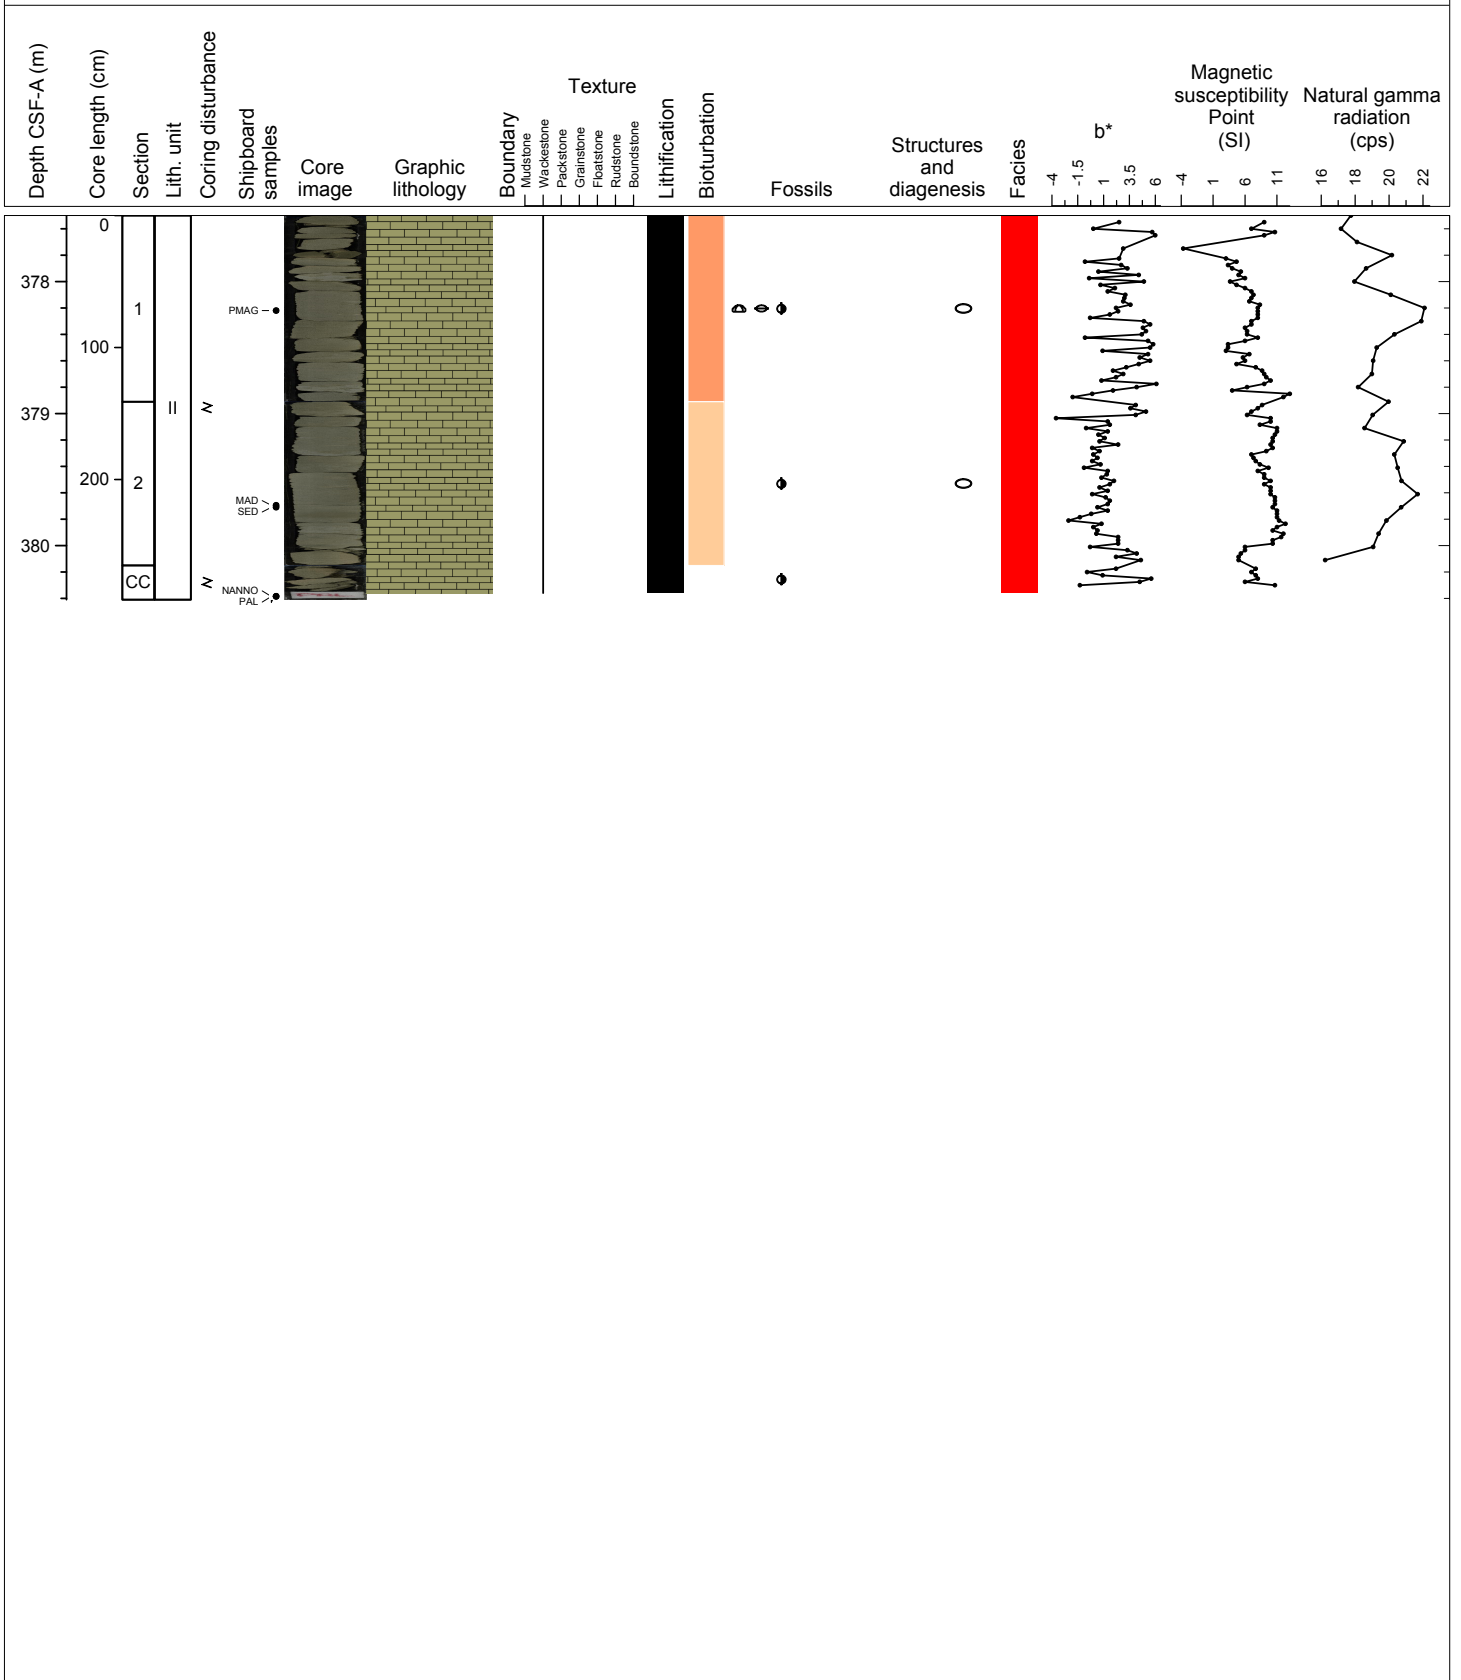 Depth CSF-A (m)
Core length (cm)
Section
Lith. unit
Coring disturbance
Shipboard
samples
Core
image
Graphic
lithology
Boundary
Texture
Mudstone
Wackestone
Packstone
Grainstone
Floatstone
Rudstone
Boundstone
Lithification
Bioturbation
Fossils
Structures
and
diagenesis
Facies
b*
-4
-1.5
1
3.5
6
Magnetic
susceptibility
Point
(SI)
-4
1
6
11
Natural gamma
radiation
(cps)
16
18
20
22
0
378
1
PMAG
100
II
379
200
2
MAD
SED
380
CC
NANNO
PAL